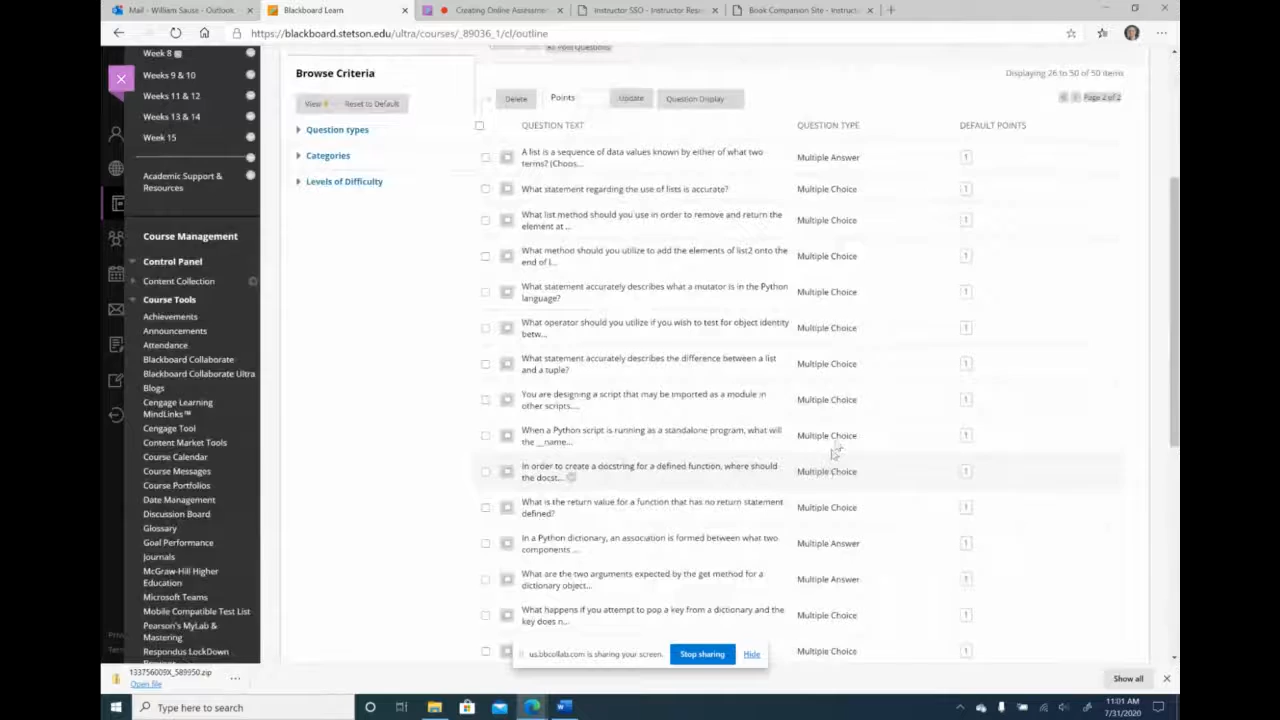 Mail - William Sause - Outlook
Blackboard Learn
Creating Online Assessmen
Instructor SSO - Instructor Reso
Book Companion Site - Instructo
https://blackboard.stetson.edu/ultra/courses/_89036_1/cl/outline
Week 8
Weeks 9 & 10
Weeks 11 & 12
Weeks 13 & 14
Week 15
Academic Support &
Resources
Course Management
Control Panel
Content Collection
Course Tools
Achievements
Announcements
Attendance
Blackboard Collaborate
Blackboard Collaborate Ultra
Blogs
Cengage Learning
MindLinks™
Cengage Tool
Content Market Tools
Course Calendar
Course Messages
Course Portfolios
Date Management
Discussion Board
Glossary
Goal Performance
Journals
McGraw-Hill Higher
Education
Microsoft Teams
Mobile Compatible Test List
Pearson's MyLab &
Mastering
Respondus LockDown
Browse Criteria
View
Reset to Default
Question types
Categories
Levels of Difficulty
All Pool Questions
Displaying 26 to 50 of 50 items
Delete
Points
Update
Question Display
Page 2 of 2
QUESTION TEXT
QUESTION TYPE
DEFAULT POINTS
A list is a sequence of data values known by either of what two
terms? (Choos...
Multiple Answer
1
What statement regarding the use of lists is accurate?
Multiple Choice
1
What list method should you use in order to remove and return the
element at ...
Multiple Choice
1
What method should you utilize to add the elements of list2 onto the
end of l...
Multiple Choice
1
What statement accurately describes what a mutator is in the Python
language?
Multiple Choice
1
What operator should you utilize if you wish to test for object identity
betw...
Multiple Choice
1
What statement accurately describes the difference between a list
and a tuple?
Multiple Choice
1
You are designing a script that may be imported as a module in
other scripts....
Multiple Choice
1
When a Python script is running as a standalone program, what will
the __name...
Multiple Choice
1
In order to create a docstring for a defined function, where should
the docst...
Multiple Choice
1
What is the return value for a function that has no return statement
defined?
Multiple Choice
1
In a Python dictionary, an association is formed between what two
components ...
Multiple Answer
1
What are the two arguments expected by the get method for a
dictionary object...
Multiple Answer
1
What happens if you attempt to pop a key from a dictionary and the
key does n...
Multiple Choice
1
Multiple Choice
1
us.bbcollab.com is sharing your screen.
Stop sharing
Hide
133756009X_589950.zip
Open file
Show all
Type here to search
11:01 AM
7/31/2020